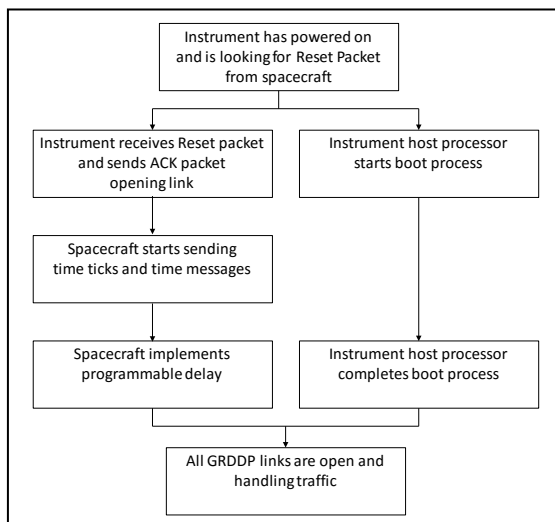 Instrument has powered on
and is looking for Reset Packet
from spacecraft
Instrument receives Reset packet
and sends ACK packet
opening link
Instrument host processor
starts boot process
Spacecraft starts sending
time ticks and time messages
Spacecraft implements
programmable delay
Instrument host processor
completes boot process
All GRDDP links are open and
handling traffic